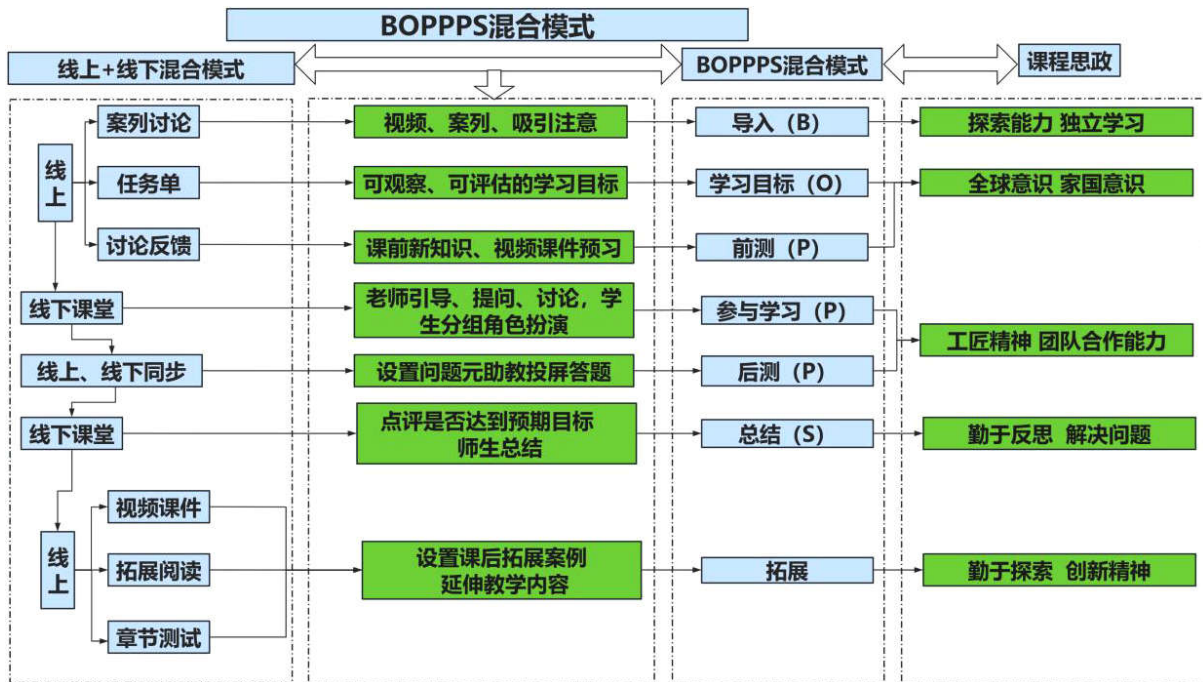 BOPPPS混合模式
线上+线下混合模式
BOPPPS混合模式
课程思政
案列讨论
视频、案列、吸引注意
导入（B）
探索能力 独立学习
线上
任务单
可观察、可评估的学习目标
学习目标（O）
全球意识 家国意识
讨论反馈
课前新知识、视频课件预习
前测（P）
线下课堂
老师引导、提问、讨论，学
生分组角色扮演
参与学习（P）
工匠精神 团队合作能力
线上、线下同步
设置问题元助教投屏答题
后测（P）
线下课堂
点评是否达到预期目标
师生总结
总结（S）
勤于反思 解决问题
视频课件
线上
拓展阅读
设置课后拓展案例
延伸教学内容
拓展
勤于探索 创新精神
章节测试